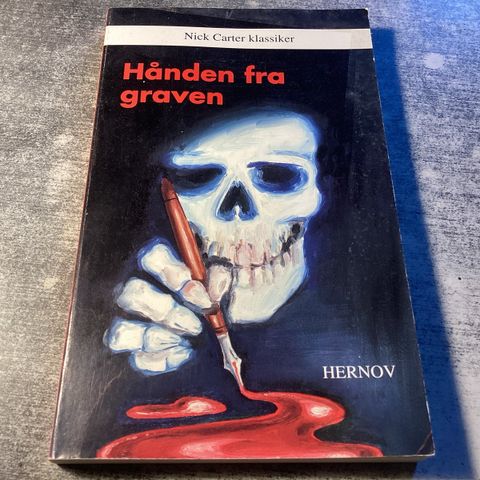 Nick Carter klassiker
Hånden fra
graven
HERNOV